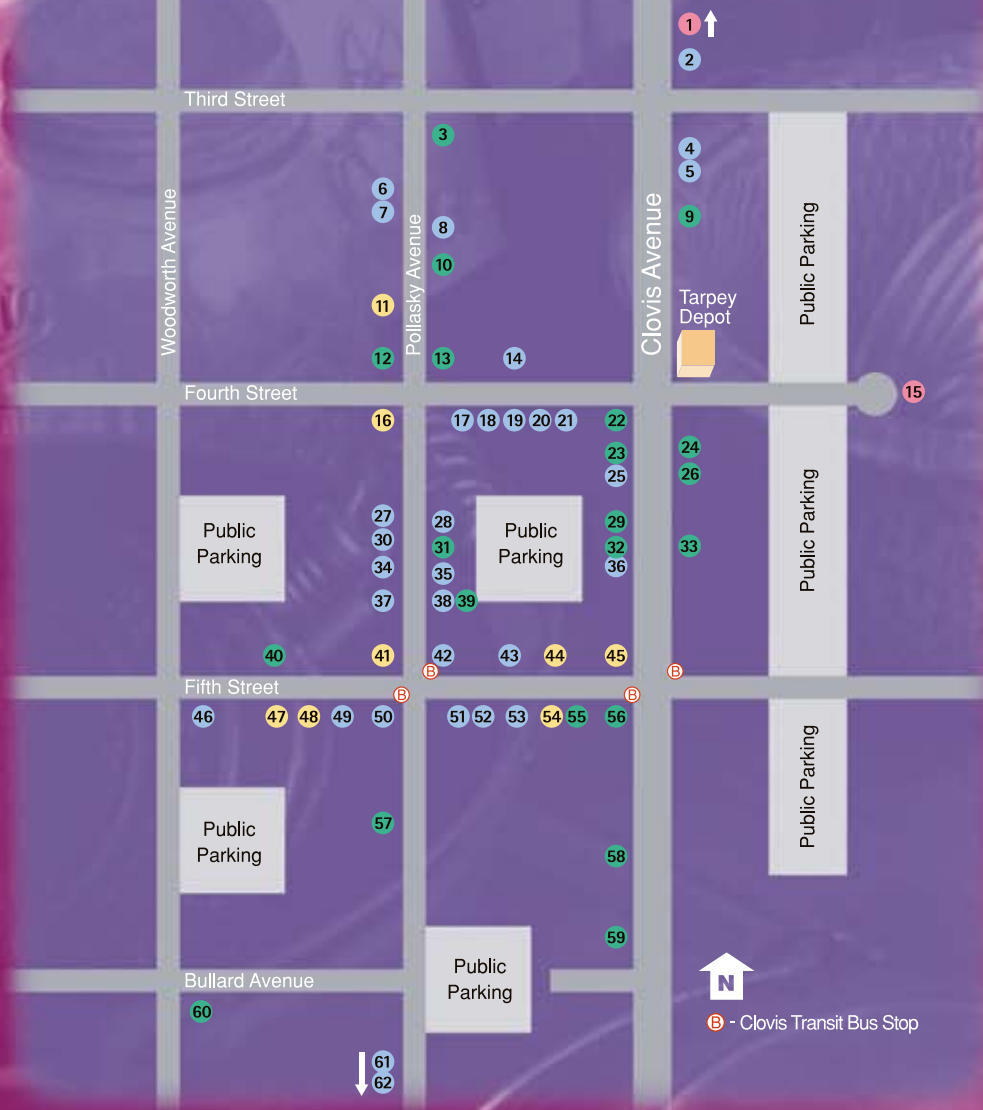 1
2
Third Street
3
4
5
6
7
8
9
10
Woodworth Avenue
Pollasky Avenue
Clovis Avenue
Public Parking
Tarpey
Depot
11
12
13
14
Fourth Street
15
16
17 18 19 20 21 22
23
24
25
26
27
28
29
30
31
32
33
34
35
36
37
38 39
Public
Parking
Public
Parking
Public Parking
40
41
42
43
44
45
B
B
B
B
Fifth Street
46
47
48
49
50
51
52
53
54
55
56
Public Parking
57
Public
Parking
58
59
Public
Parking
Bullard Avenue
60
N
B - Clovis Transit Bus Stop
61
62